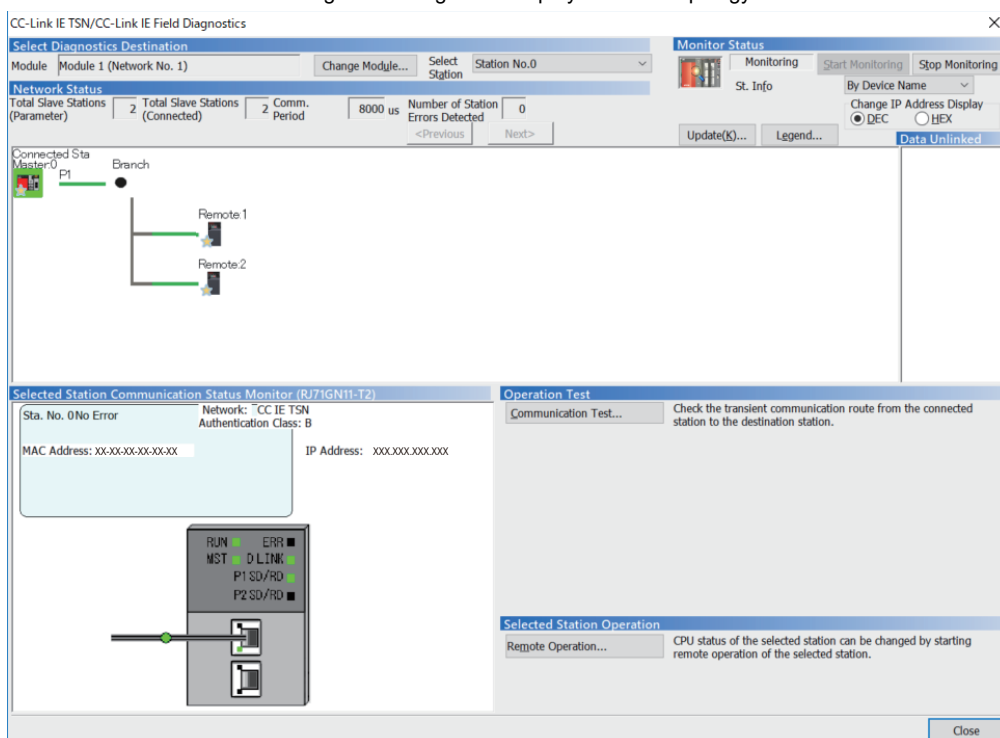 CC-Link IE TSN/CC-Link IE Field Diagnostics
Select Diagnostics Destination
Module Module 1 (Network No. 1) Change Module... Select Station Station No.0
Monitor Status
Monitoring Start Monitoring Stop Monitoring
St. Info By Device Name
Network Status
Total Slave Stations (Parameter) 2 Total Slave Stations (Connected) 2 Comm. Period 8000 us Number of Station Errors Detected 0
Change IP Address Display
DEC HEX
<Previous Next> Update(K)... Legend...
Data Unlinked
Connected Sta
Master:0 Branch
P1
Remote:1
Remote:2
Selected Station Communication Status Monitor (RJ71GN11-T2)
Sta. No. 0No Error Network: CC IE TSN
Authentication Class: B
MAC Address: XX-XX-XX-XX-XX-XX IP Address: XXX.XXX.XXX.XXX
RUN ERR
MST D LINK
P1 SD/RD
P2 SD/RD
Operation Test
Communication Test... Check the transient communication route from the connected
station to the destination station.
Selected Station Operation
Remote Operation... CPU status of the selected station can be changed by starting
remote operation of the selected station.
Close